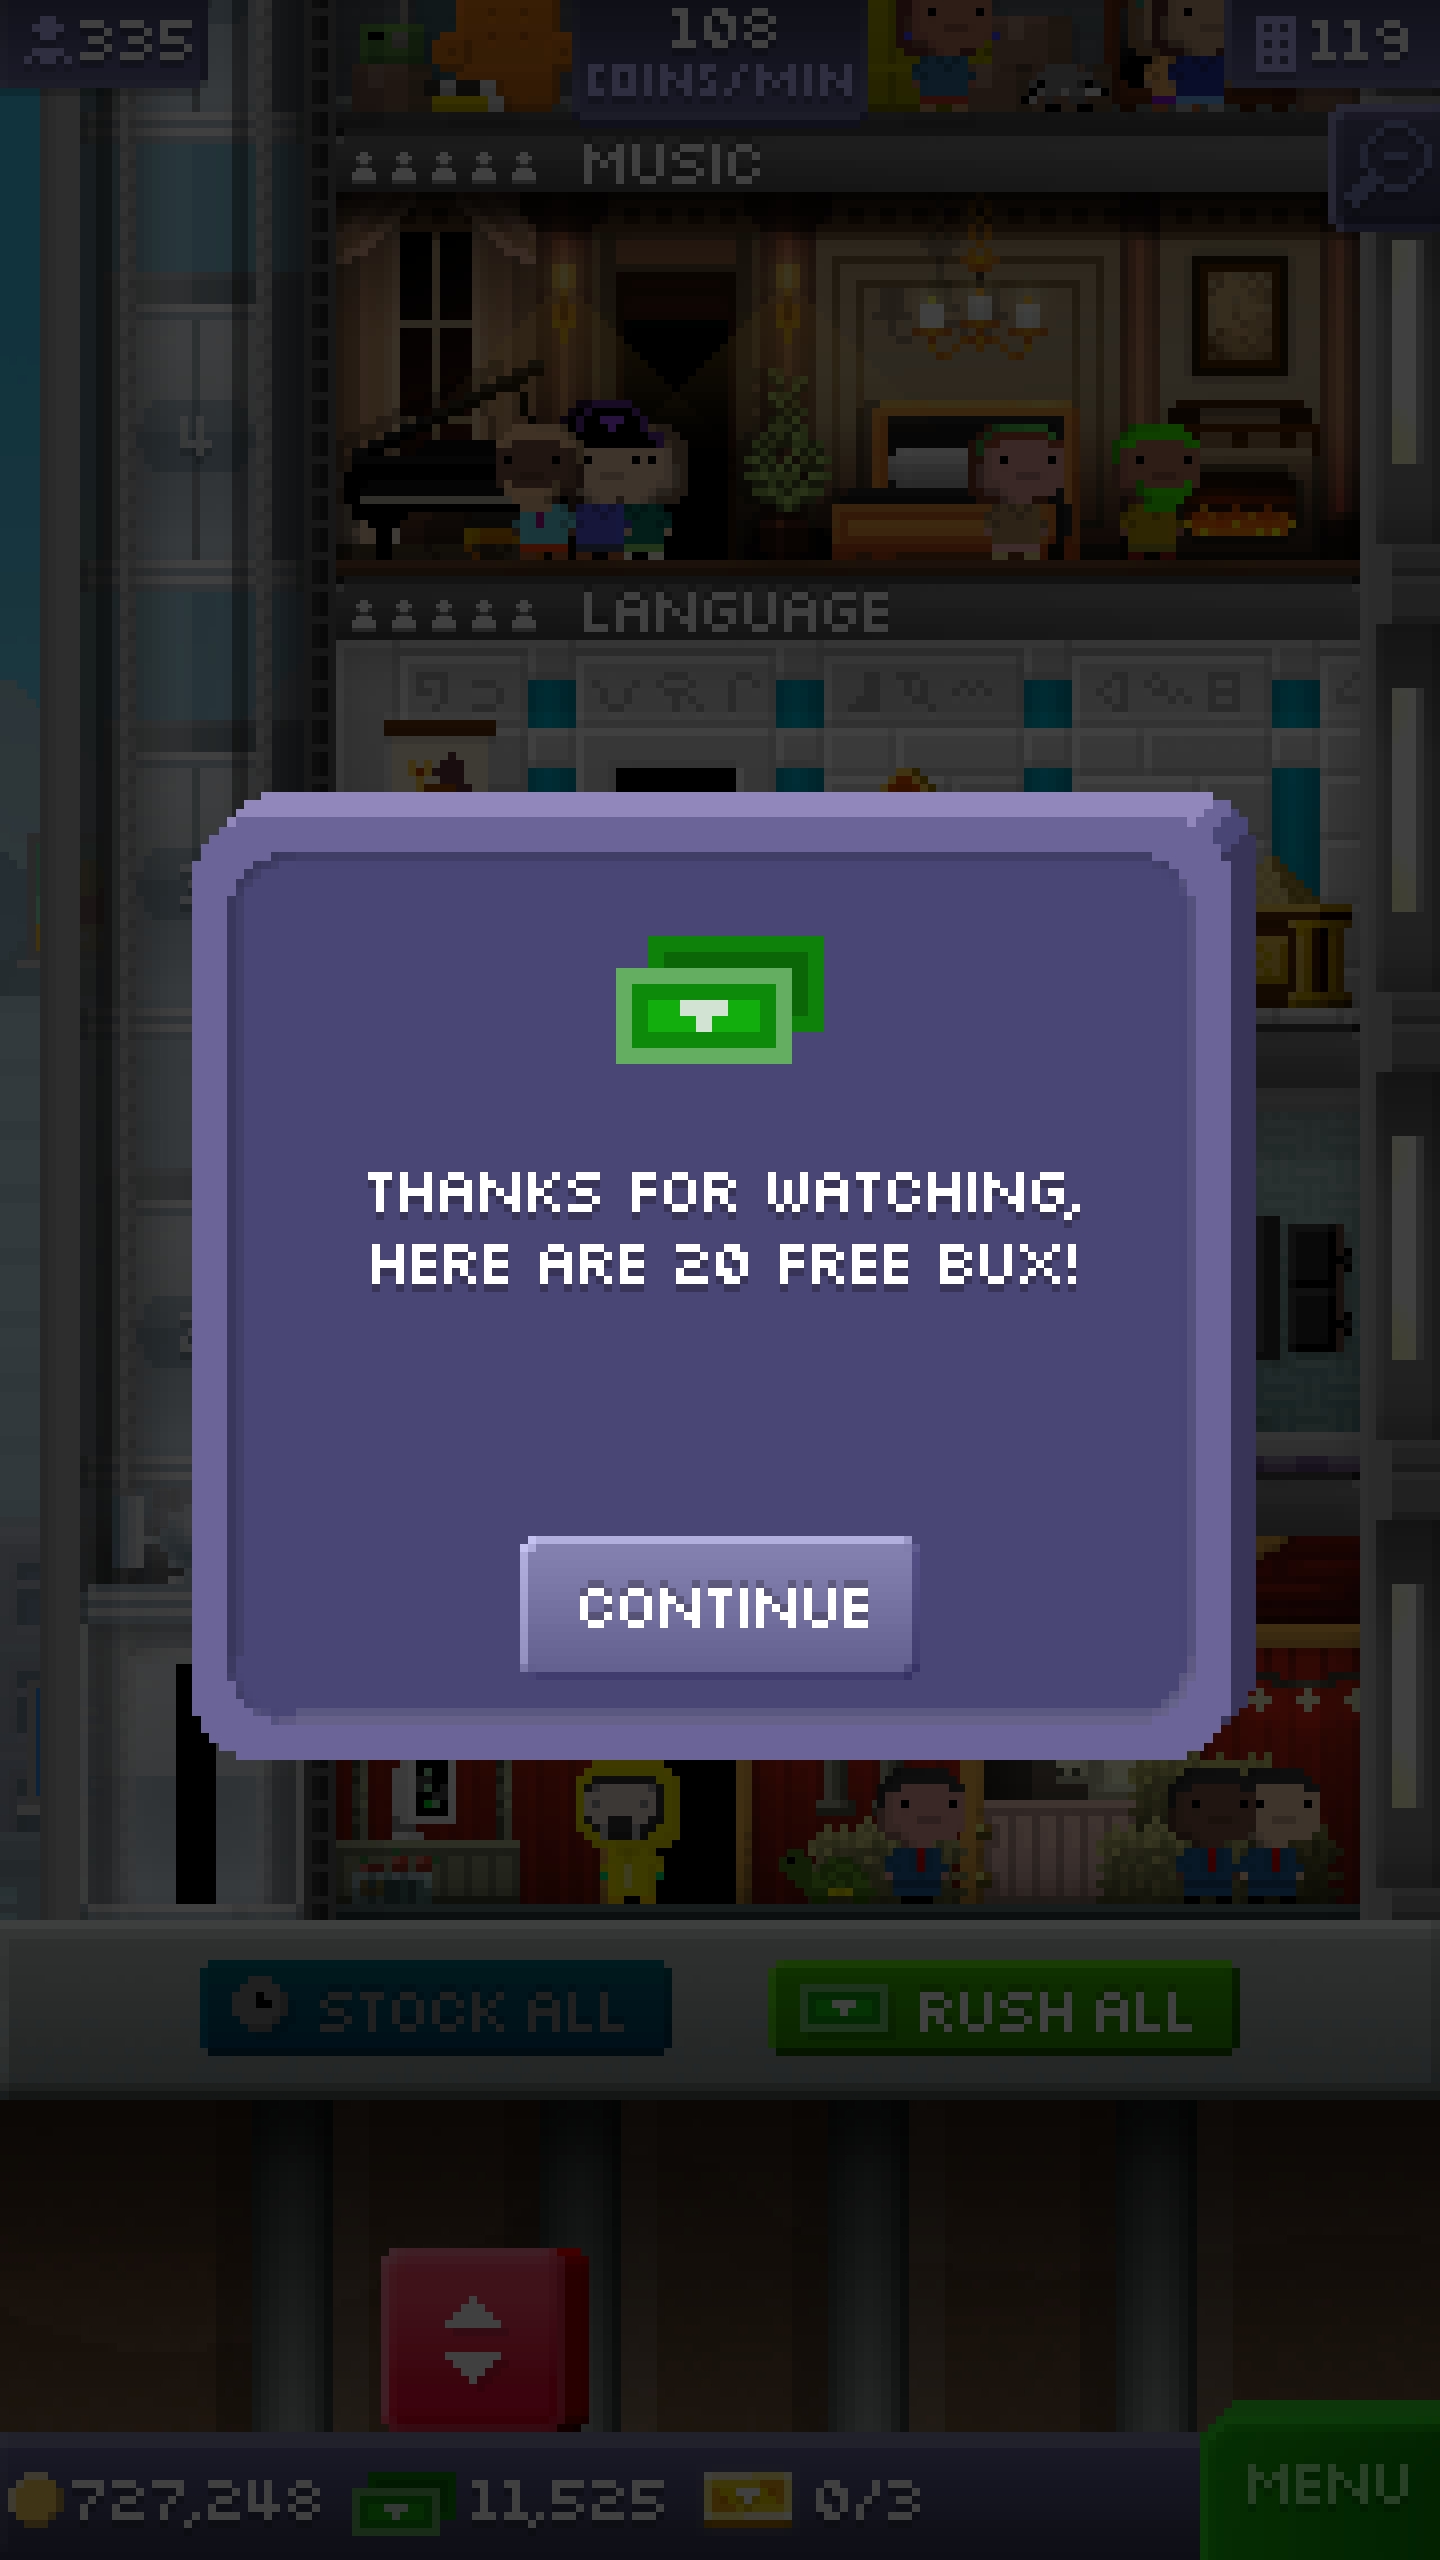 335
108
COINS/MIN
119
MUSIC
4
LANGUAGE
THANKS FOR WATCHING,
HERE ARE 20 FREE BUX!
CONTINUE
STOCK ALL
RUSH ALL
727,248
11,525
0/3
MENU